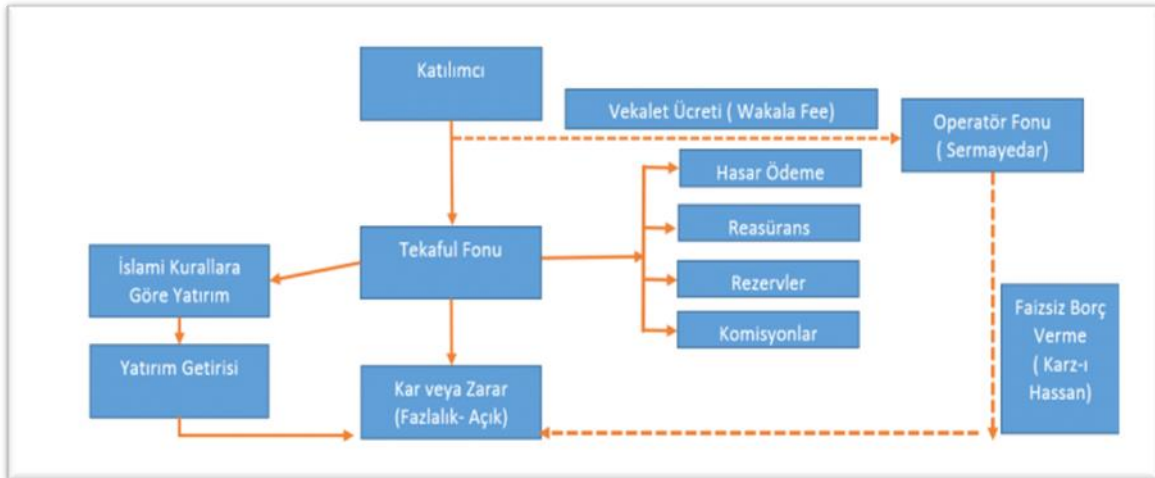 Katılımcı
Vekalet Ücreti ( Wakala Fee)
Operatör Fonu
( Sermayedar)
Hasar Ödeme
Reasürans
Tekaful Fonu
İslami Kurallara
Göre Yatırım
Rezervler
Komisyonlar
Faizsiz Borç
Verme
( Karz-ı
Hassan)
Yatırım Getirisi
Kar veya Zarar
(Fazlalık- Açık)